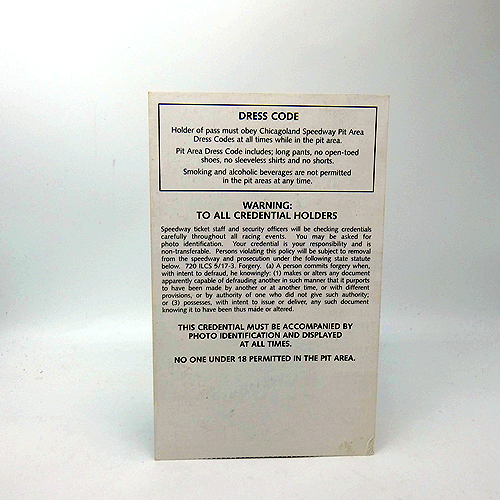 DRESS CODE
Holder of pass must obey Chicagoland Speedway Pit Area
Dress Codes at all times while in the pit area.
Pit Area Dress Code includes; long pants, no open-toed
shoes, no sleeveless shirts and no shorts.
Smoking and alcoholic beverages are not permitted
in the pit areas at any time.
WARNING:
TO ALL CREDENTIAL HOLDERS
Speedway ticket staff and security officers will be checking credentials
carefully throughout all racing events. You may be asked for
photo identification. Your credential is your responsibility and is
non-transferable. Persons violating this policy will be subject to removal
from the speedway and prosecution under the following state statute
below. 720 ILCS 5/17-3. Forgery. (a) A person commits forgery when,
with intent to defraud, he knowingly: (1) makes or alters any document
apparently capable of defrauding another in such manner that it purports
to have been made by another or at another time, or with different
provisions, or by authority of one who did not give such authority;
or (3) possesses, with intent to issue or deliver, any such document
knowing it to have been thus made or altered.
THIS CREDENTIAL MUST BE ACCOMPANIED BY
PHOTO IDENTIFICATION AND DISPLAYED
AT ALL TIMES.
NO ONE UNDER 18 PERMITTED IN THE PIT AREA.